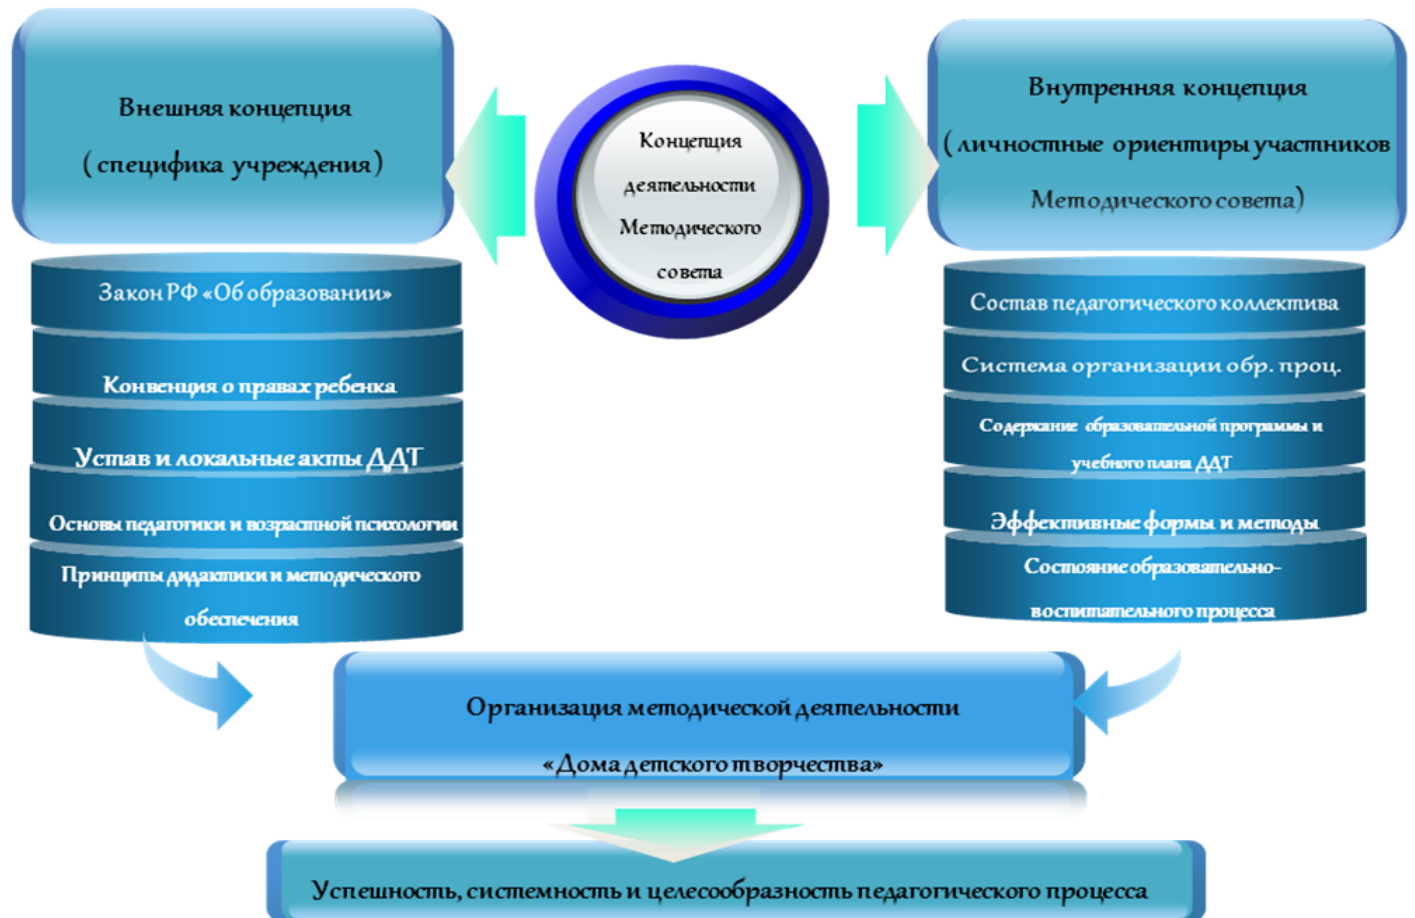 Внешняя концепция
( специфика учреждения)
Концепция
деятельности
Методического
совета
Внутренняя концепция
( личностные ориентиры участников
Методического совета)
Закон РФ «Об образовании»
Конвенция о правах ребенка
Устав и локальные акты ДДТ
Основы педагогики и возрастной психологии
Принципы дидактики и методического
обеспечения
Состав педагогического коллектива
Система организации обр. проц.
Содержание образовательной программы и
учебного плана ДДТ
Эффективные формы и методы
Состояние образовательно-
воспитательного процесса
Организация методической деятельности
«Дома детского творчества»
Успешность, системность и целесообразность педагогического процесса